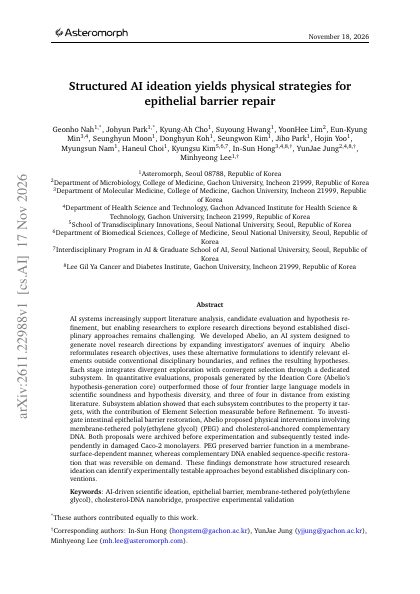 Asteromorph
November 18, 2026
Structured AI ideation yields physical strategies for
epithelial barrier repair
Geonho Nah1,*, Johyun Park1,*, Kyung-Ah Cho1, Suyoung Hwang1, YoonHee Lim2, Eun-Kyung
Min3,4, Seunghyun Moon1, Donghyun Koh1, Seungwon Kim1, Jiho Park1, Hojin Yoo1,
Myungsun Nam1, Haneul Choi1, Kyungsu Kim5,6,7, In-Sun Hong3,4,8,†, YunJae Jung2,4,8,†,
Minhyeong Lee1,†
1Asteromorph, Seoul 08788, Republic of Korea
2Department of Microbiology, College of Medicine, Gachon University, Incheon 21999, Republic of Korea
3Department of Molecular Medicine, College of Medicine, Gachon University, Incheon 21999, Republic
of Korea
4Department of Health Science and Technology, Gachon Advanced Institute for Health Science &
Technology, Gachon University, Incheon 21999, Republic of Korea
5School of Transdisciplinary Innovations, Seoul National University, Seoul, Republic of Korea
6Department of Biomedical Sciences, College of Medicine, Seoul National University, Seoul, Republic of
Korea
7Interdisciplinary Program in AI & Graduate School of AI, Seoul National University, Seoul, Republic of
Korea
8Lee Gil Ya Cancer and Diabetes Institute, Gachon University, Incheon 21999, Republic of Korea
arXiv:2611.22988v1 [cs.AI] 17 Nov 2026
Abstract
AI systems increasingly support literature analysis, candidate evaluation and hypothesis re-
finement, but enabling researchers to explore research directions beyond established disci-
plinary approaches remains challenging. We developed Abelio, an AI system designed to
generate novel research directions by expanding investigators' avenues of inquiry. Abelio
reformulates research objectives, uses these alternative formulations to identify relevant el-
ements outside conventional disciplinary boundaries, and refines the resulting hypotheses.
Each stage integrates divergent exploration with convergent selection through a dedicated
subsystem. In quantitative evaluations, proposals generated by the Ideation Core (Abelio's
hypothesis-generation core) outperformed those of four frontier large language models in
scientific soundness and hypothesis diversity, and three of four in distance from existing
literature. Subsystem ablation showed that each subsystem contributes to the property it tar-
gets, with the contribution of Element Selection measurable before Refinement. To investi-
gate intestinal epithelial barrier restoration, Abelio proposed physical interventions involving
membrane-tethered poly(ethylene glycol) (PEG) and cholesterol-anchored complementary
DNA. Both proposals were archived before experimentation and subsequently tested inde-
pendently in damaged Caco-2 monolayers. PEG preserved barrier function in a membrane-
surface-dependent manner, whereas complementary DNA enabled sequence-specific restora-
tion that was reversible on demand. These findings demonstrate how structured research
ideation can identify experimentally testable approaches beyond established disciplinary con-
ventions.
Keywords: AI-driven scientific ideation, epithelial barrier, membrane-tethered poly(ethylene
glycol), cholesterol-DNA nanobridge, prospective experimental validation
*These authors contributed equally to this work.
†Corresponding authors: In-Sun Hong (hongstem@gachon.ac.kr), YunJae Jung (yjjung@gachon.ac.kr),
Minhyeong Lee (mh.lee@asteromorph.com).